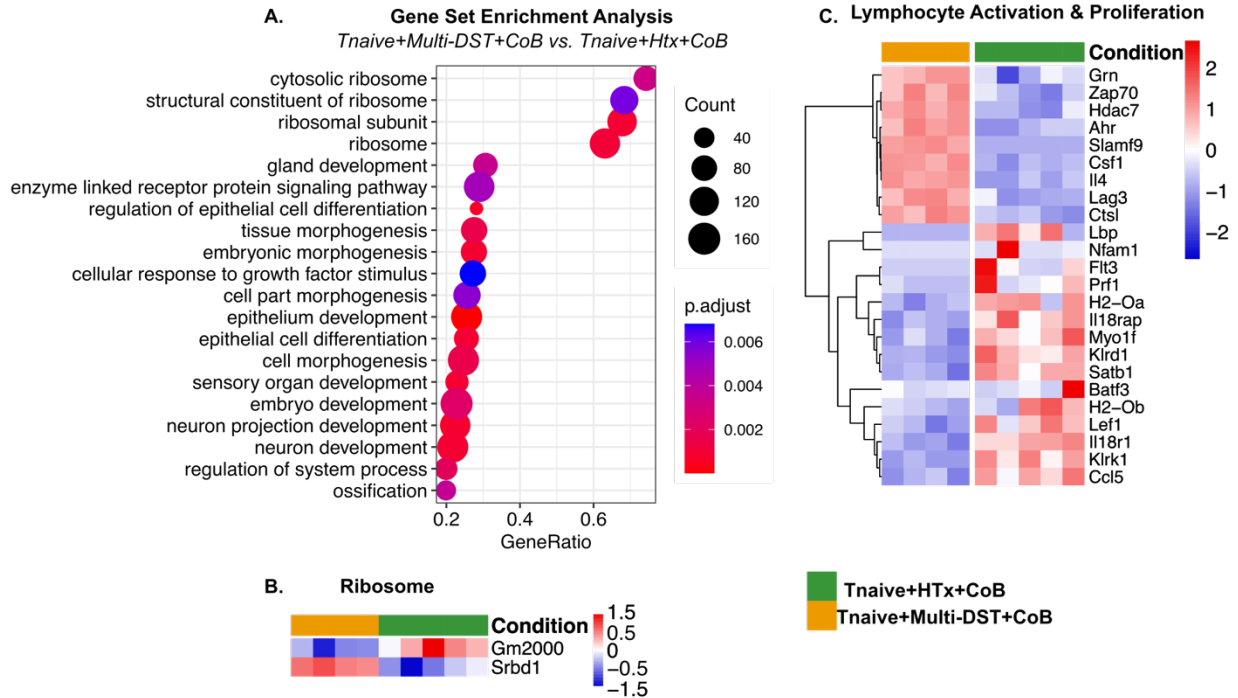 A.
Gene Set Enrichment Analysis
Tnaive+Multi-DST+CoB vs. Tnaive+Htx+CoB
cytosolic ribosome
structural constituent of ribosome
ribosomal subunit
ribosome
gland development
enzyme linked receptor protein signaling pathway
regulation of epithelial cell differentiation
tissue morphogenesis
embryonic morphogenesis
cellular response to growth factor stimulus
cell part morphogenesis
epithelium development
epithelial cell differentiation
cell morphogenesis
sensory organ development
embryo development
neuron projection development
neuron development
regulation of system process
ossification
0.2 0.4 0.6
GeneRatio
Count
40
80
120
160
p.adjust
0.006
0.004
0.002
B.
Ribosome
Condition
Gm2000
Srbd1
1.5
0.5
−0.5
−1.5
C.
Lymphocyte Activation & Proliferation
Condition
Grn
Zap70
Hdac7
Ahr
Slamf9
Csf1
Il4
Lag3
Ctsl
Lbp
Nfam1
Flt3
Prf1
H2−Oa
Il18rap
Myo1f
Klrd1
Satb1
Batf3
H2−Ob
Lef1
Il18r1
Klrk1
Ccl5
2
1
0
−1
−2
Tnaive+HTx+CoB
Tnaive+Multi-DST+CoB